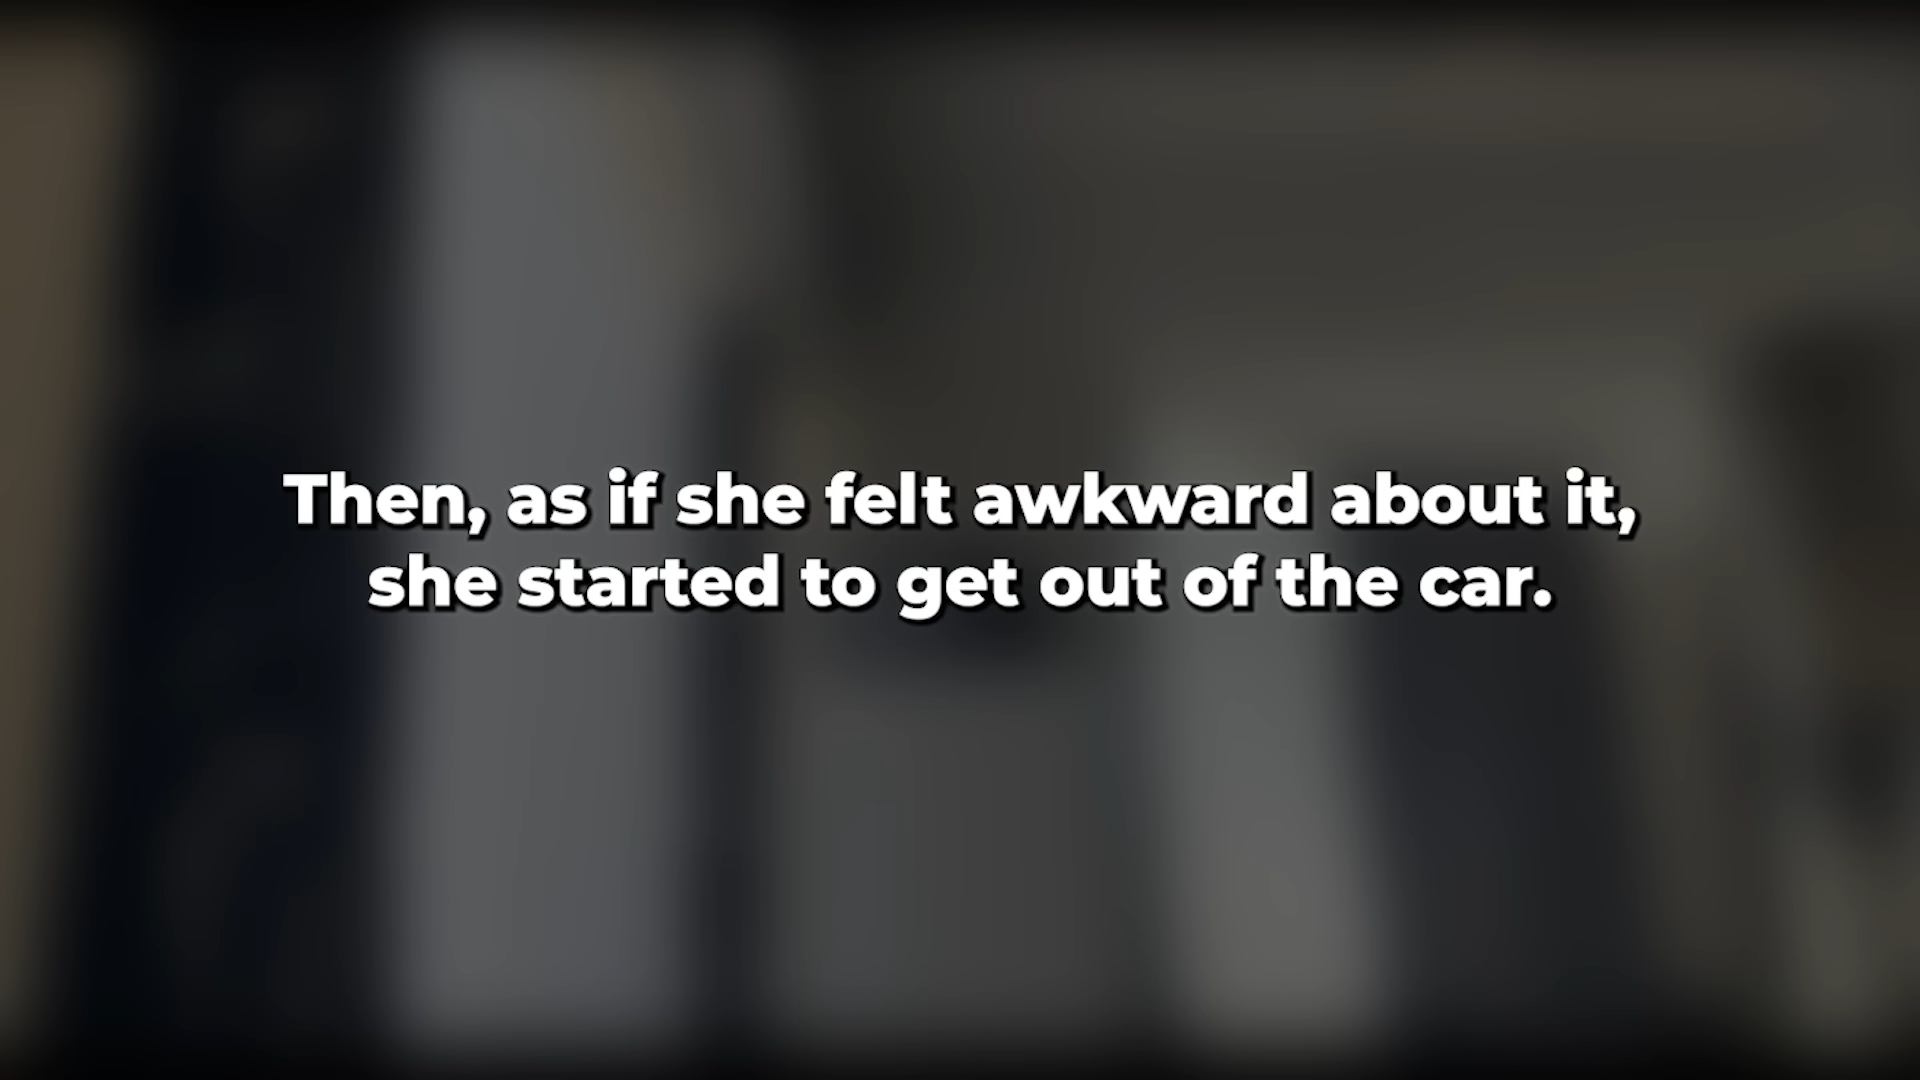 Then, as if she felt awkward about it,
she started to get out of the car.